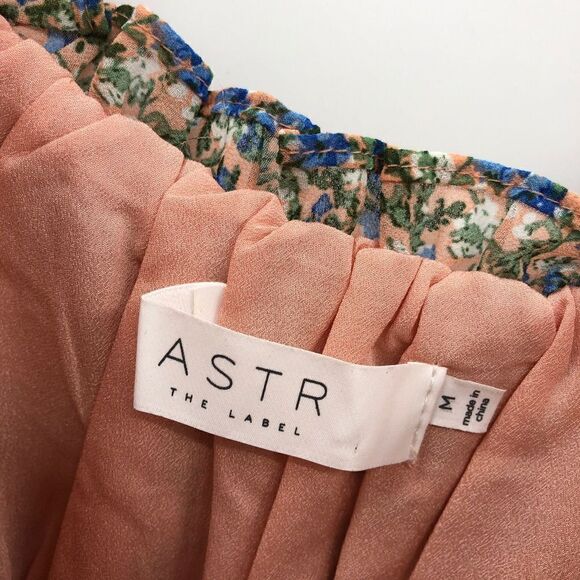 ASTR
THE LABEL
M
made in
china